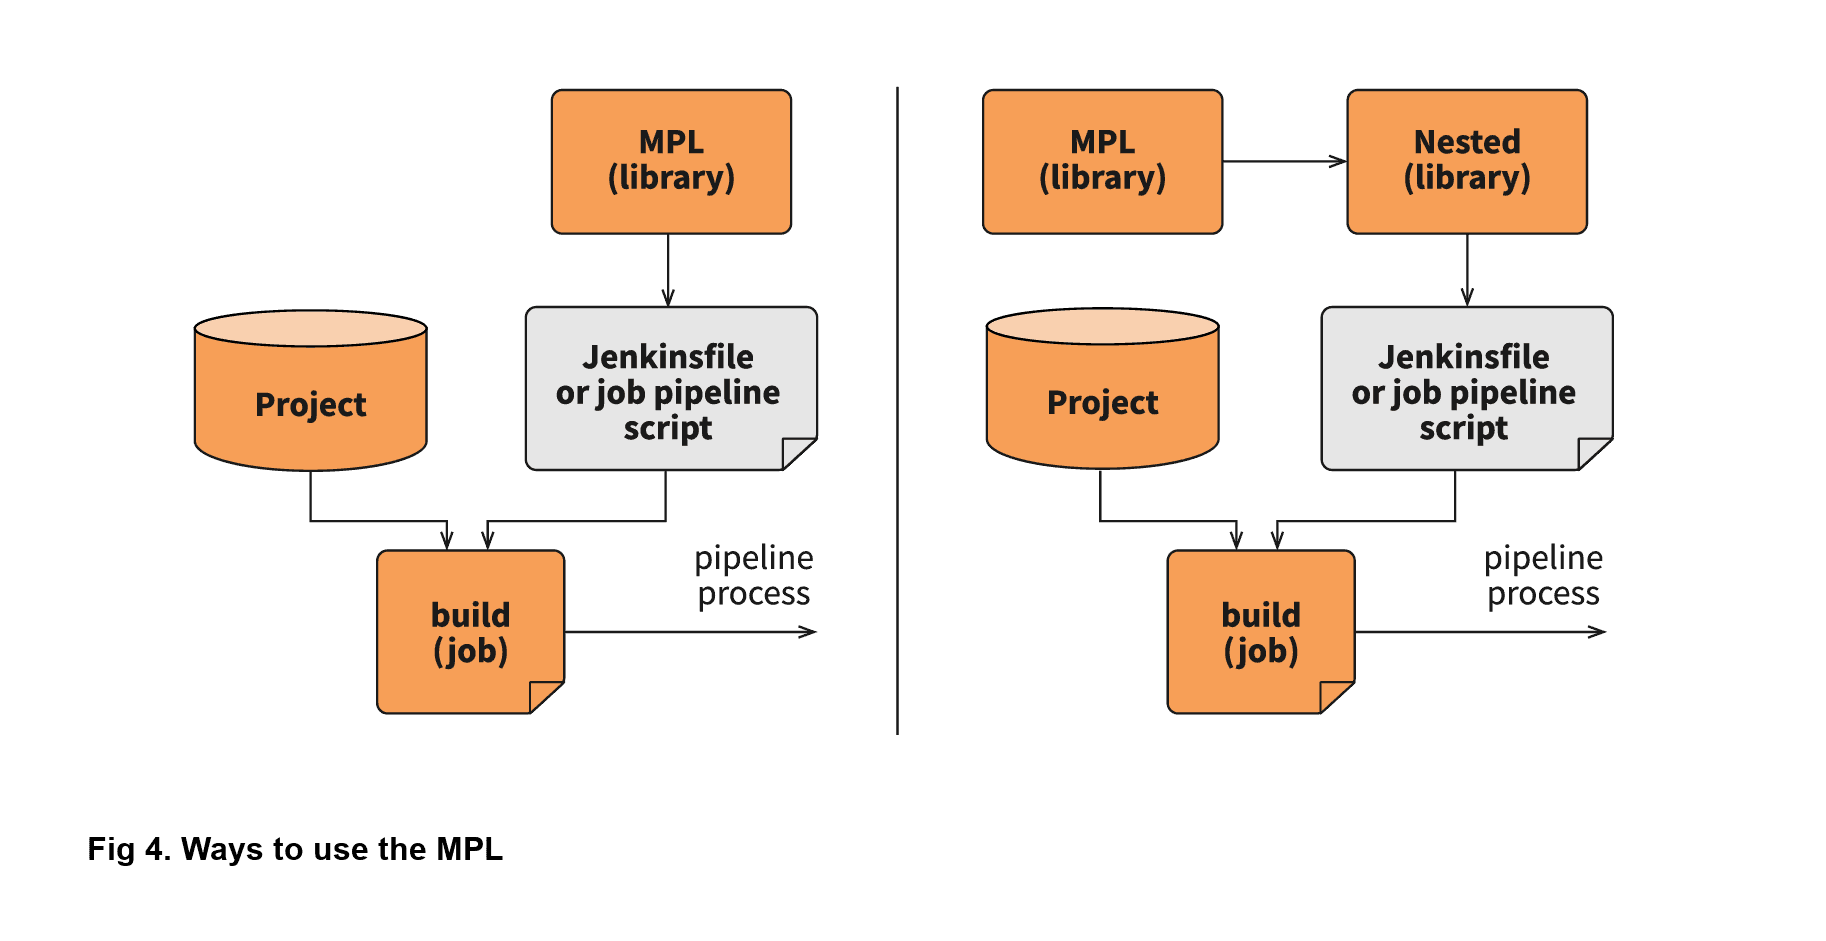 MPL
(library)
Project
Jenkinsfile
or job pipeline
script
build
(job)
pipeline
process
MPL
(library)
Nested
(library)
Project
Jenkinsfile
or job pipeline
script
build
(job)
pipeline
process
Fig 4. Ways to use the MPL